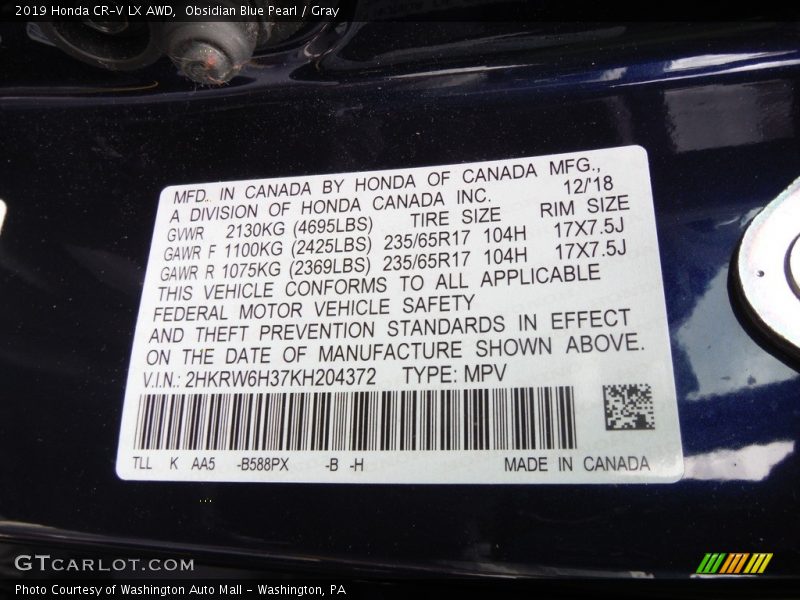 2019 Honda CR-V LX AWD,  Obsidian Blue Pearl / Gray
MFD. IN CANADA BY HONDA OF CANADA MFG.,
A DIVISION OF HONDA CANADA INC. 12/'18
GVWR 2130KG (4695LBS) TIRE SIZE RIM SIZE
GAWR F 1100KG (2425LBS) 235/65R17 104H 17X7.5J
GAWR R 1075KG (2369LBS) 235/65R17 104H 17X7.5J
THIS VEHICLE CONFORMS TO ALL APPLICABLE
FEDERAL MOTOR VEHICLE SAFETY
AND THEFT PREVENTION STANDARDS IN EFFECT
ON THE DATE OF MANUFACTURE SHOWN ABOVE.
V.I.N.: 2HKRW6H37KH204372 TYPE: MPV
TLL K AA5 -B588PX -B -H MADE IN CANADA
GTCARLOT.COM
Photo Courtesy of Washington Auto Mall - Washington, PA